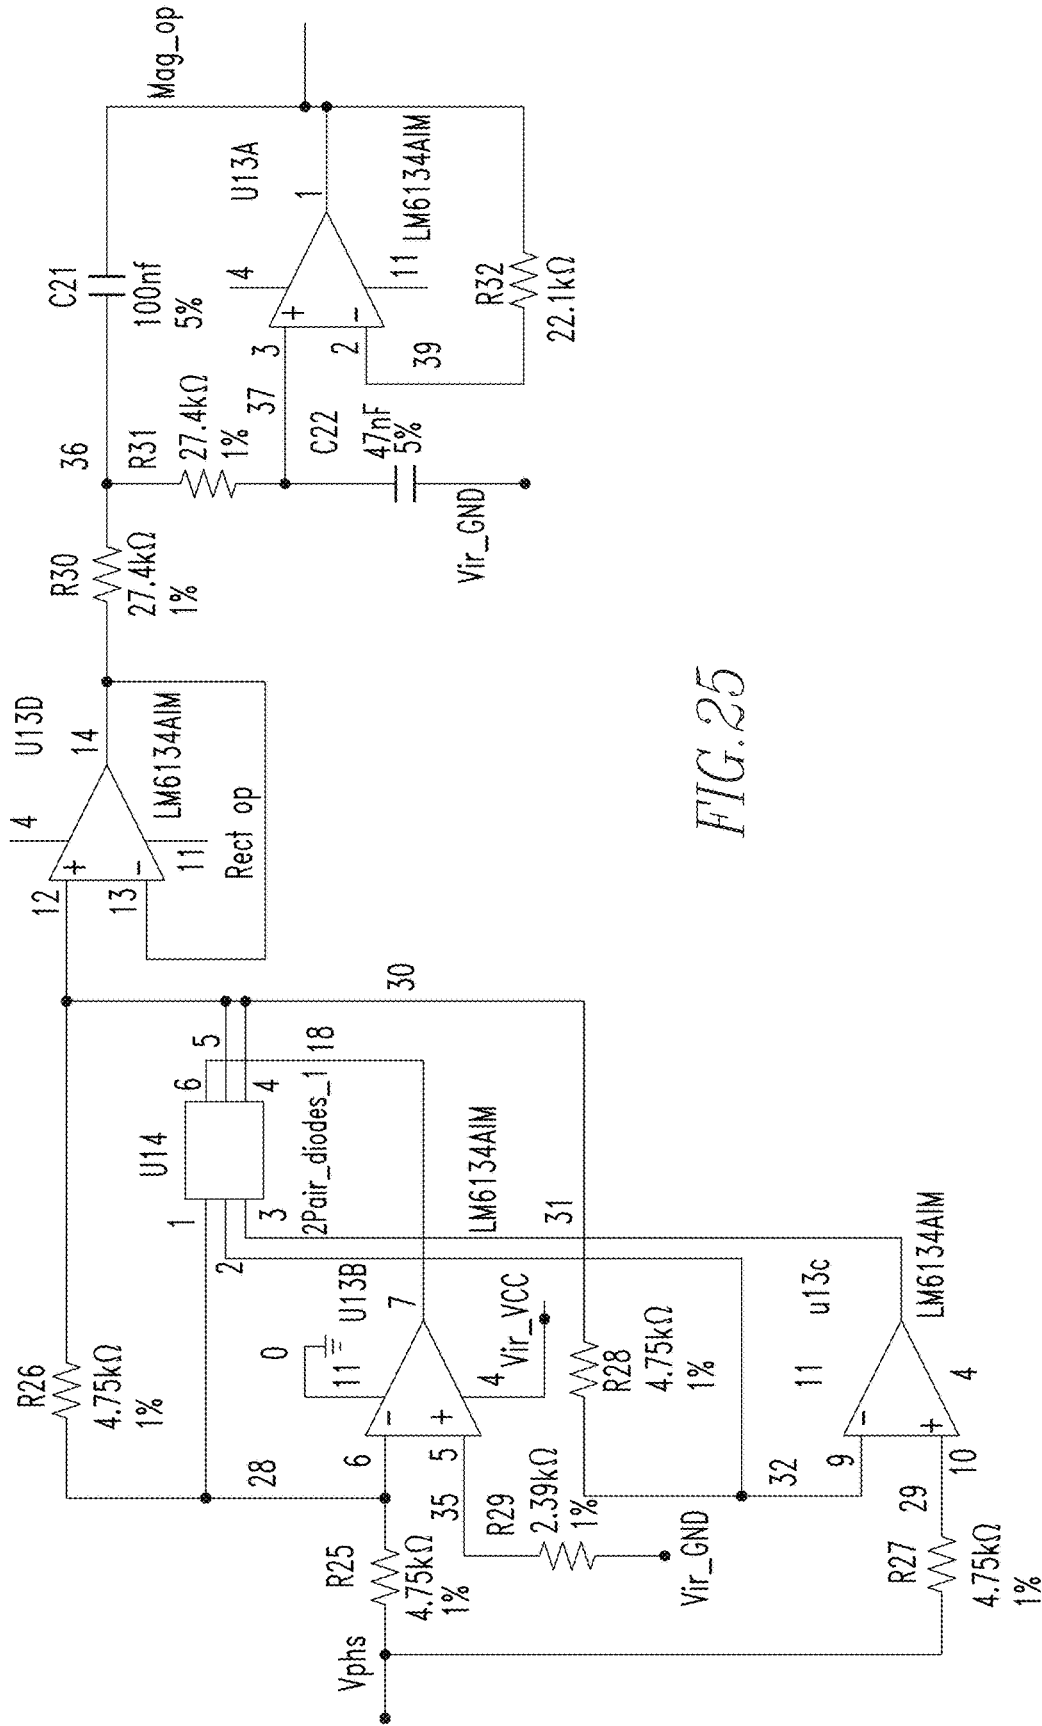 Vphs
R25
4.75kΩ
1%
28
R26
4.75kΩ
1%
6
5
35
R29
2.39kΩ
1%
Vir_GND
−
+
0
11
U13B
7
4
Vir_VCC
LM6134AIM
R27
4.75kΩ
1%
29
32
9
10
−
+
11
4
u13c
LM6134AIM
R28
4.75kΩ
1%
31
U14
1
2
3
6
5
4
2Pair_diodes_1
18
30
12
13
+
−
4
11
U13D
14
LM6134AIM
Rect op
R30
27.4kΩ
1%
36
R31
27.4kΩ
1%
37
C22
47nF
5%
Vir_GND
C21
100nf
5%
3
2
39
+
−
4
11
U13A
1
LM6134AIM
R32
22.1kΩ
Mag_op
FIG.25